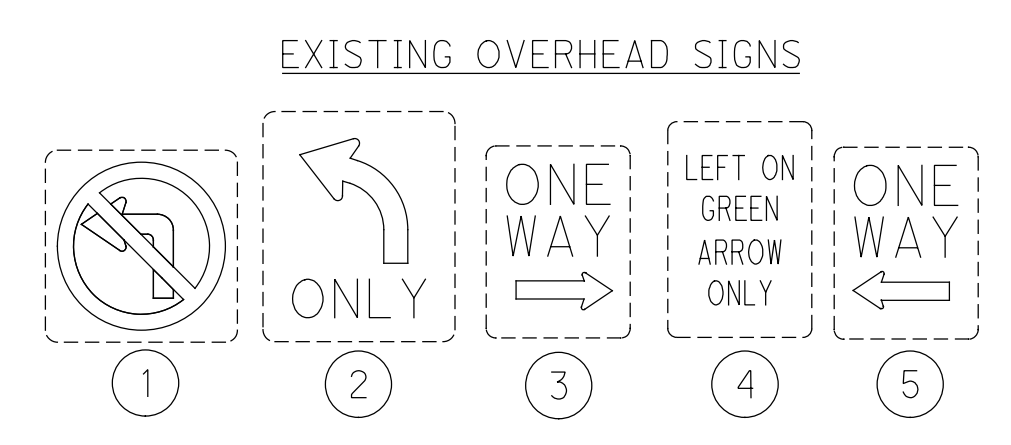 EXISTING OVERHEAD SIGNS
1
ONLY
2
ONE
WAY
3
LEFT ON
GREEN
ARROW
ONLY
4
ONE
WAY
5